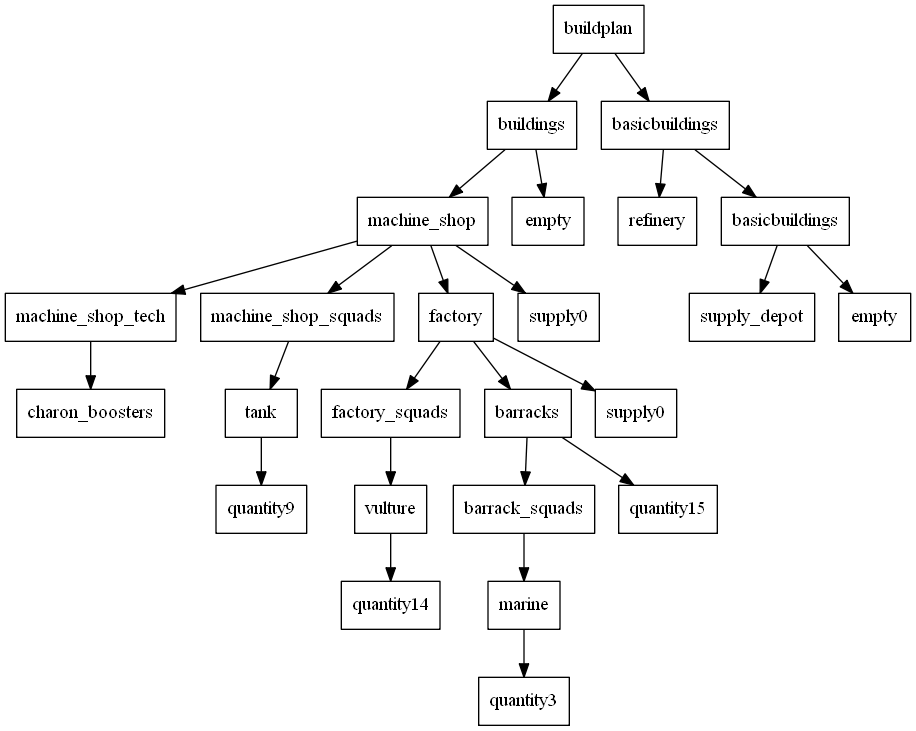 buildplan
buildings
basicbuildings
machine_shop
empty
refinery
basicbuildings
machine_shop_tech
machine_shop_squads
factory
supply0
supply_depot
empty
charon_boosters
tank
factory_squads
barracks
supply0
quantity9
vulture
barrack_squads
quantity15
quantity14
marine
quantity3